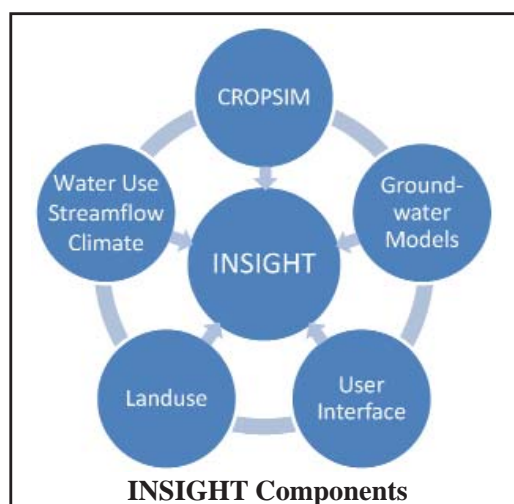 CROPSIM
Water Use
Streamflow
Climate
Ground-
water
Models
INSIGHT
Landuse
User
Interface
INSIGHT Components